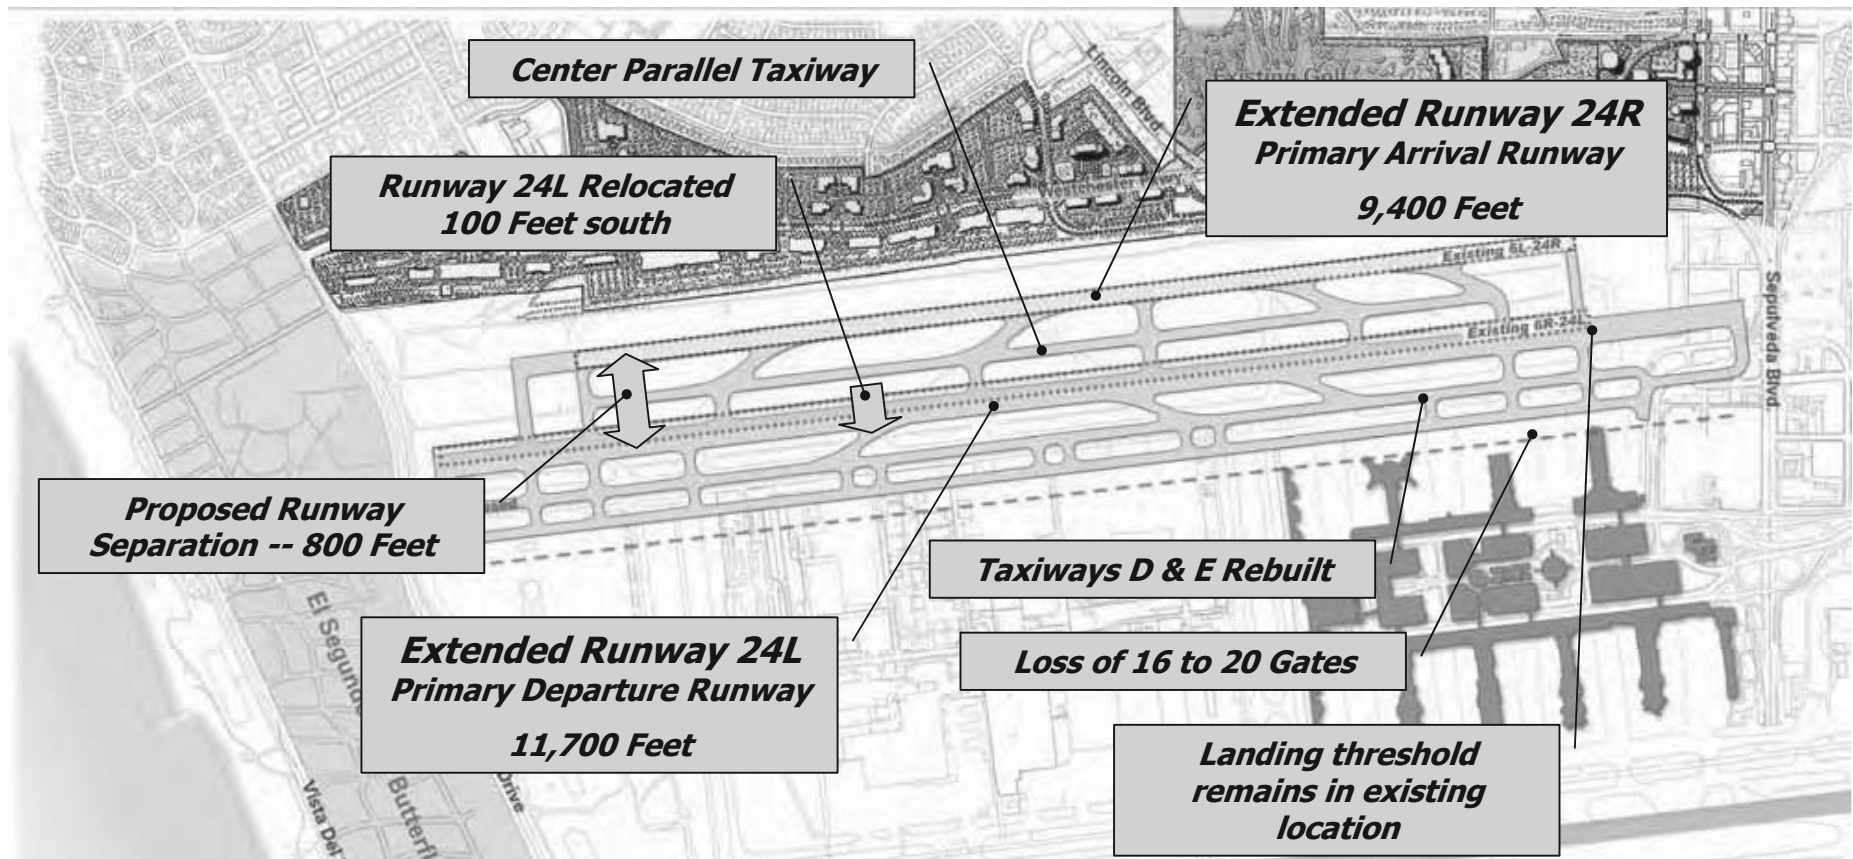 Center Parallel Taxiway
Lincoln Blvd
Extended Runway 24R
Primary Arrival Runway
9,400 Feet
Runway 24L Relocated
100 Feet south
Westchester
Existing 6L-24R
Existing 6R-24L
Sepulveda Blvd.
Proposed Runway
Separation -- 800 Feet
Taxiways D & E Rebuilt
Extended Runway 24L
Primary Departure Runway
11,700 Feet
Loss of 16 to 20 Gates
Landing threshold
remains in existing
location
El Segundo
Butterfl
Vista Del
Drive